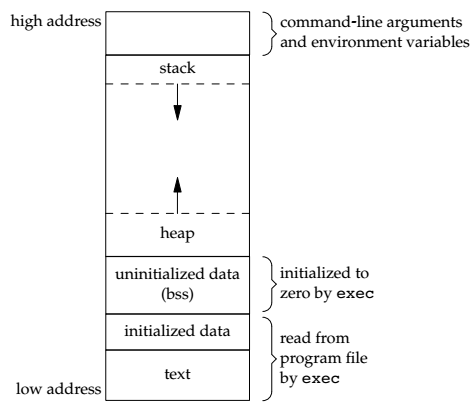 high address
command-line arguments
and environment variables
stack
heap
uninitialized data
(bss)
initialized to
zero by exec
initialized data
read from
program file
by exec
text
low address